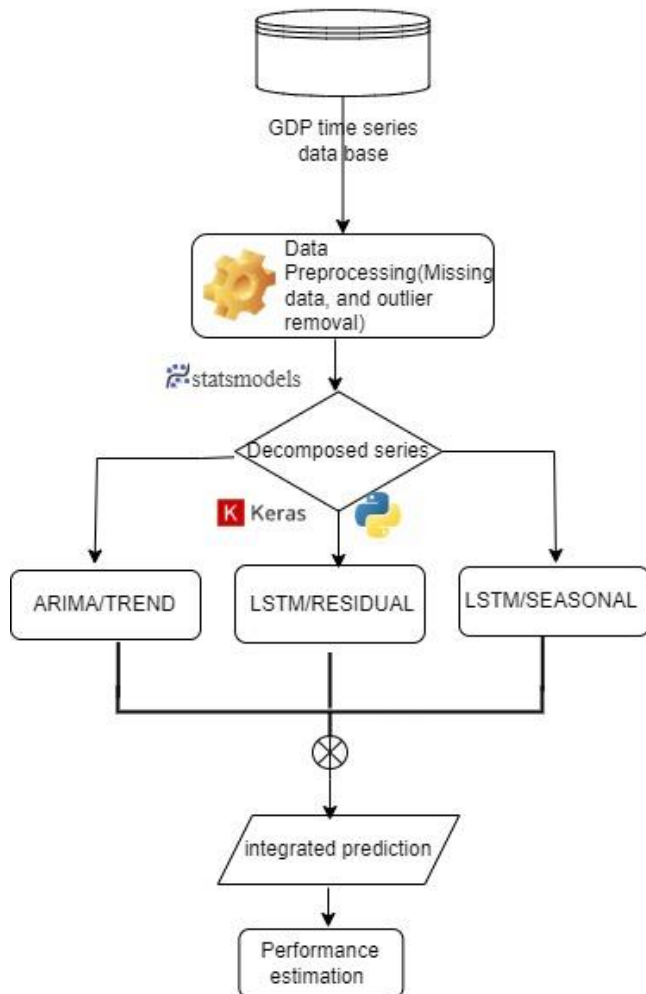 GDP time series
data base
Data
Preprocessing(Missing
data, and outlier
removal)
statsmodels
Decomposed series
K Keras
ARIMA/TREND
LSTM/RESIDUAL
LSTM/SEASONAL
integrated prediction
Performance
estimation